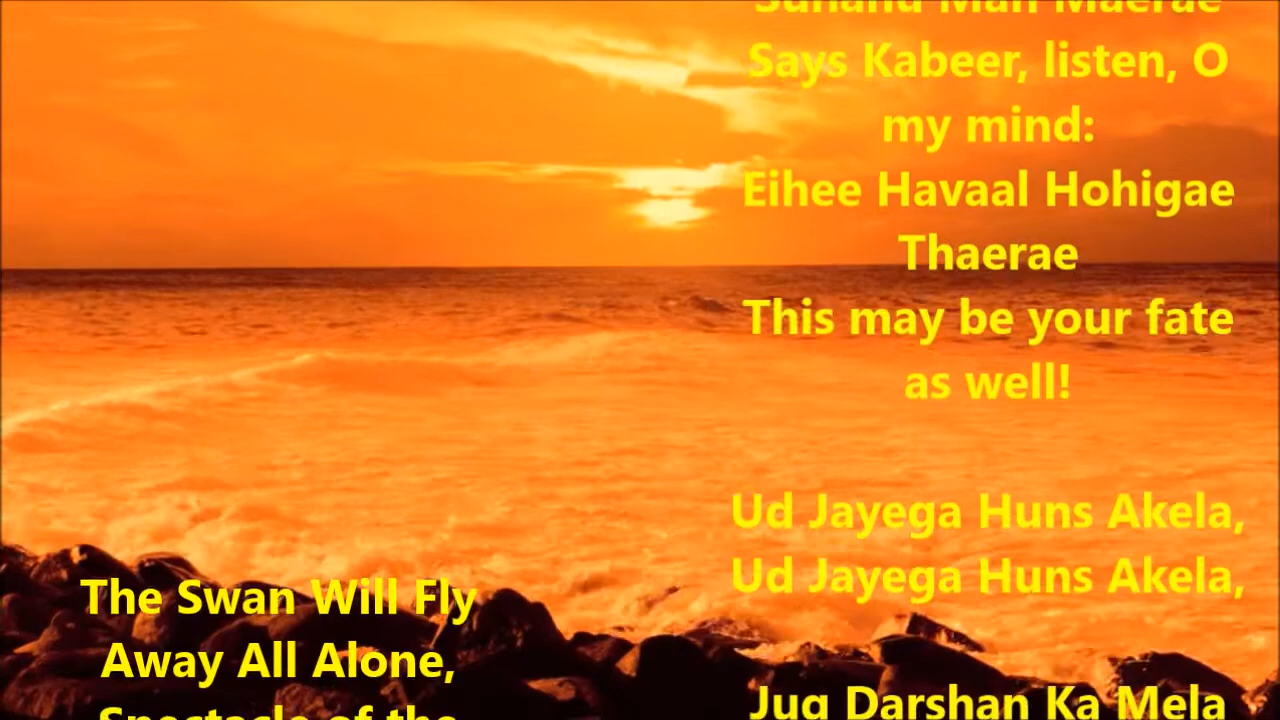 Sunahu Man Maerae
Says Kabeer, listen, O
my mind:
Eihee Havaal Hohigae
Thaerae
This may be your fate
as well!
Ud Jayega Huns Akela,
Ud Jayega Huns Akela,
Jug Darshan Ka Mela
The Swan Will Fly
Away All Alone,
Spectacle of the